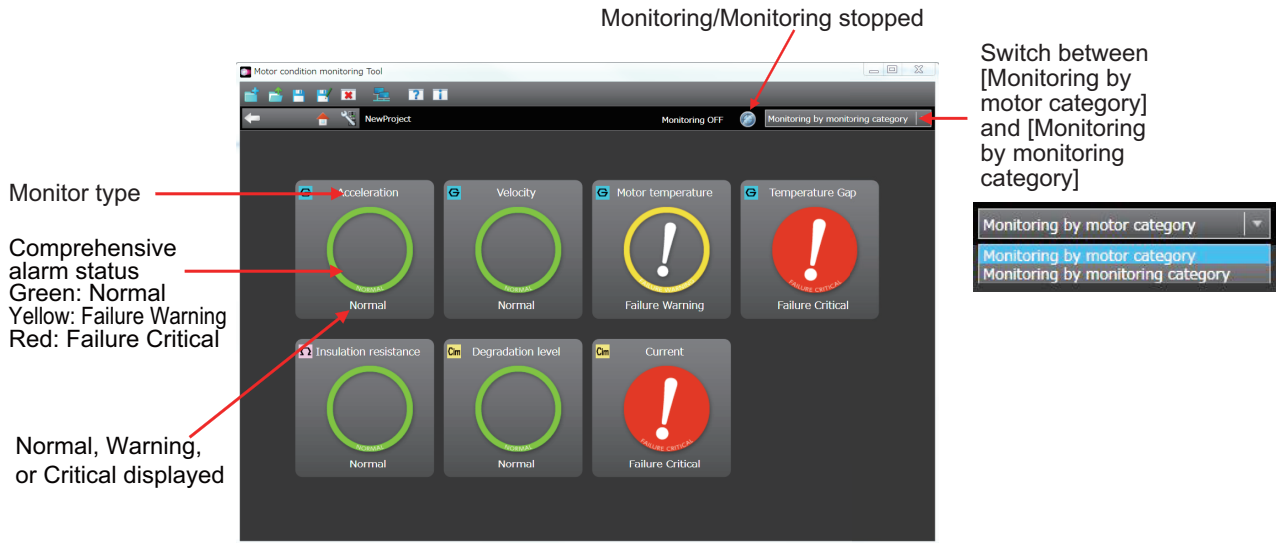 Monitoring/Monitoring stopped
Switch between
[Monitoring by
motor category]
and [Monitoring
by monitoring
category]
Motor condition monitoring Tool
NewProject
Monitoring OFF
Monitoring by monitoring category
Monitor type
Comprehensive
alarm status
Green: Normal
Yellow: Failure Warning
Red: Failure Critical
Normal, Warning,
or Critical displayed
G Acceleration
NORMAL
Normal
G Velocity
NORMAL
Normal
G Motor temperature
Failure Warning
G Temperature Gap
FAILURE CRITICAL
Failure Critical
Ω Insulation resistance
NORMAL
Normal
Cim Degradation level
NORMAL
Normal
Cim Current
FAILURE CRITICAL
Failure Critical
Monitoring by motor category
Monitoring by motor category
Monitoring by monitoring category